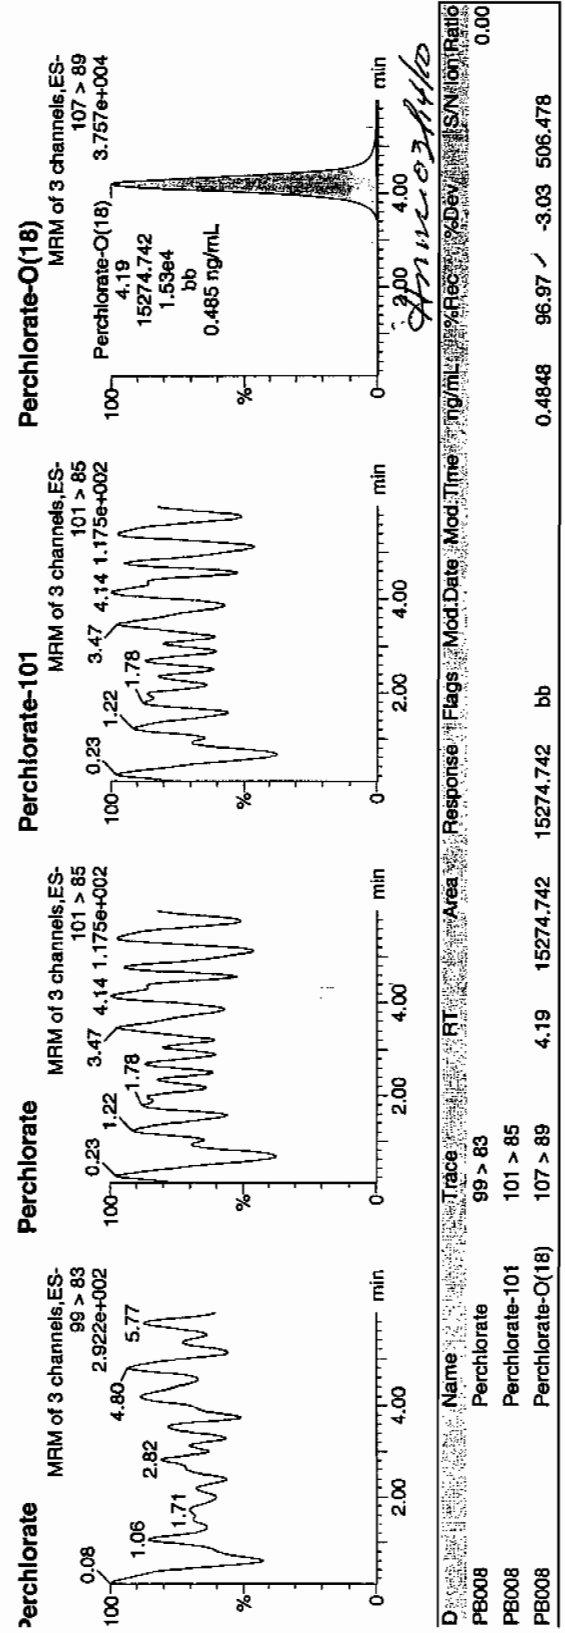 Perchlorate
MRM of 3 channels,ES-
99 > 83
2.922e+002
100
0.08
1.06
1.71
2.82
4.80
5.77
%
0
2.00
4.00
min
Perchlorate
MRM of 3 channels,ES-
101 > 85
1.175e+002
100
0.23
1.22
1.78
3.47
4.14
%
0
2.00
4.00
min
Perchlorate-101
MRM of 3 channels,ES-
101 > 85
1.175e+002
100
0.23
1.22
1.78
3.47
4.14
%
0
2.00
4.00
min
Perchlorate-O(18)
MRM of 3 channels,ES-
107 > 89
3.757e+004
100
Perchlorate-O(18)
4.19
15274.742
1.53e4
bb
0.485 ng/mL
%
0
2.00
4.00
min
03/14/10
Name Trace RT Area Response Flags Mod.Date Mod.Time ng/mL %Rec %Dev S/N Ion Ratio
PB008 Perchlorate 99 > 83 0.00
PB008 Perchlorate-101 101 > 85
PB008 Perchlorate-O(18) 107 > 89 4.19 15274.742 15274.742 bb 0.4848 96.97 -3.03 506.478